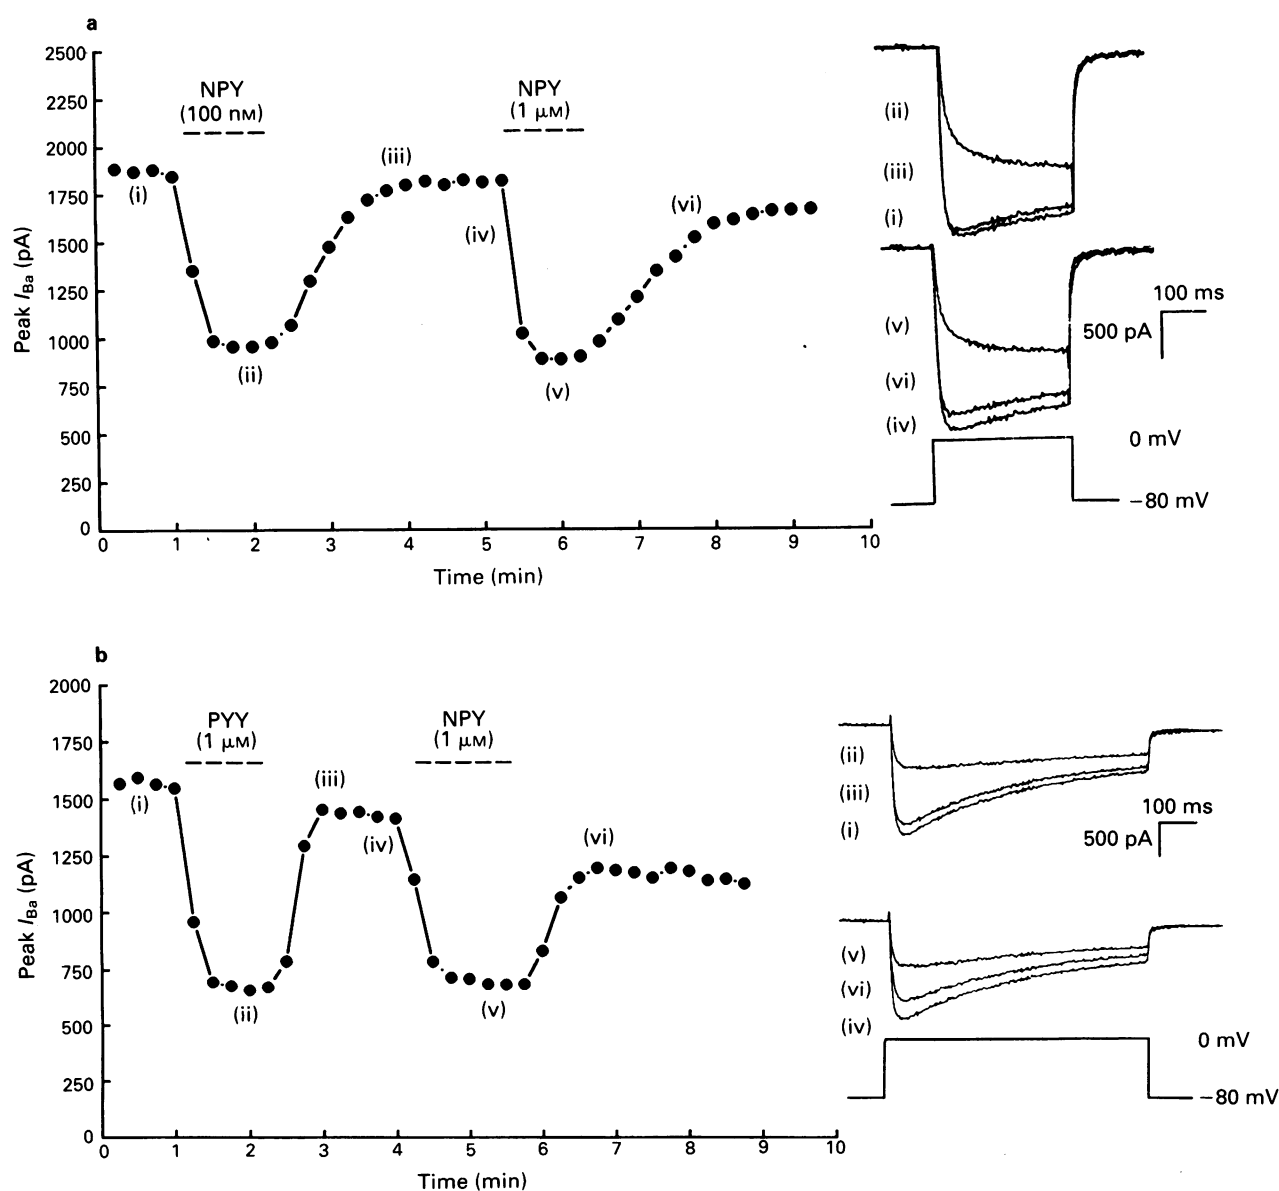 a
2500
2250
2000
1750
1500
1250
1000
750
500
250
0
Peak IBa (pA)
NPY
(100 nM)
NPY
(1 μM)
(i)
(ii)
(iii)
(iv)
(v)
(vi)
0 1 2 3 4 5 6 7 8 9 10
Time (min)
(ii)
(iii)
(i)
(v)
(vi)
(iv)
100 ms
500 pA
0 mV
−80 mV
b
2000
1750
1500
1250
1000
750
500
250
0
Peak IBa (pA)
PYY
(1 μM)
NPY
(1 μM)
(i)
(ii)
(iii)
(iv)
(v)
(vi)
0 1 2 3 4 5 6 7 8 9 10
Time (min)
(ii)
(iii)
(i)
100 ms
500 pA
(v)
(vi)
(iv)
0 mV
−80 mV